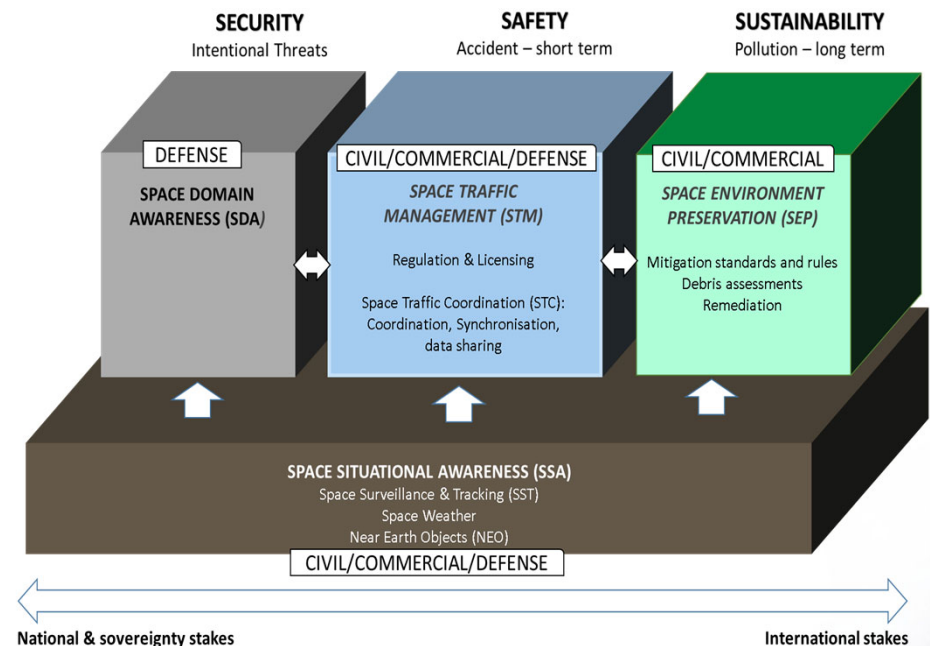 SECURITY
Intentional Threats
SAFETY
Accident – short term
SUSTAINABILITY
Pollution – long term
DEFENSE
SPACE DOMAIN
AWARENESS (SDA)
CIVIL/COMMERCIAL/DEFENSE
SPACE TRAFFIC
MANAGEMENT (STM)
Regulation & Licensing
Space Traffic Coordination (STC):
Coordination, Synchronisation,
data sharing
CIVIL/COMMERCIAL
SPACE ENVIRONMENT
PRESERVATION (SEP)
Mitigation standards and rules
Debris assessments
Remediation
SPACE SITUATIONAL AWARENESS (SSA)
Space Surveillance & Tracking (SST)
Space Weather
Near Earth Objects (NEO)
CIVIL/COMMERCIAL/DEFENSE
National & sovereignty stakes
International stakes